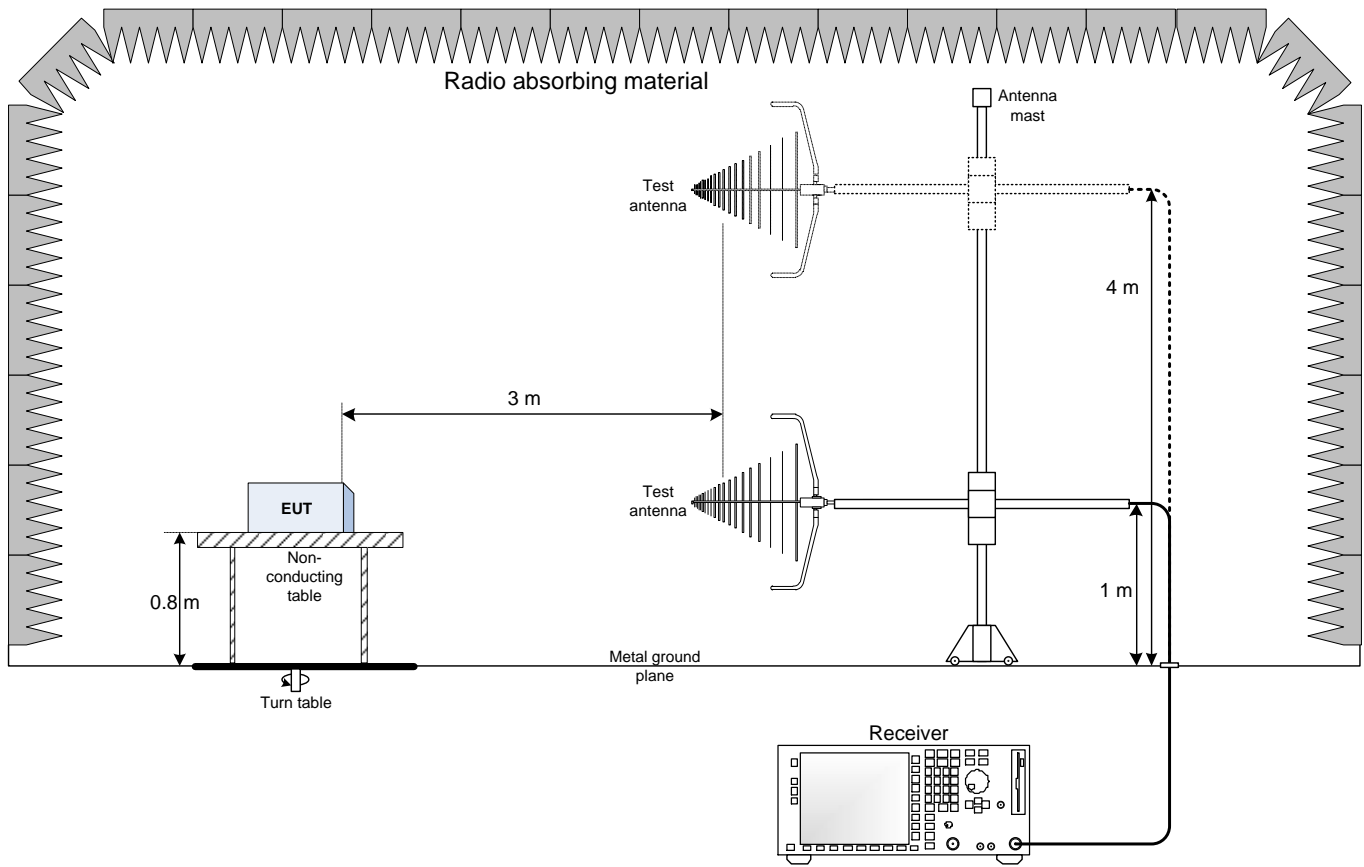 Radio absorbing material
Antenna
mast
Test
antenna
4 m
3 m
Test
antenna
EUT
Non-
conducting
table
0.8 m
1 m
Metal ground
plane
Turn table
Receiver